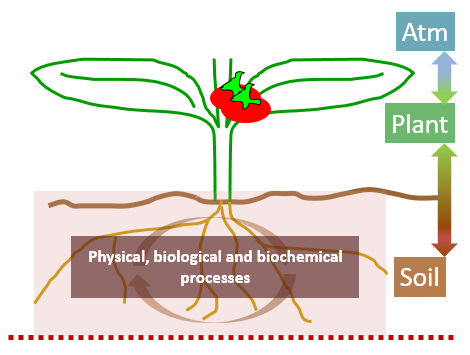 Atm
Plant
Physical, biological and biochemical
processes
Soil